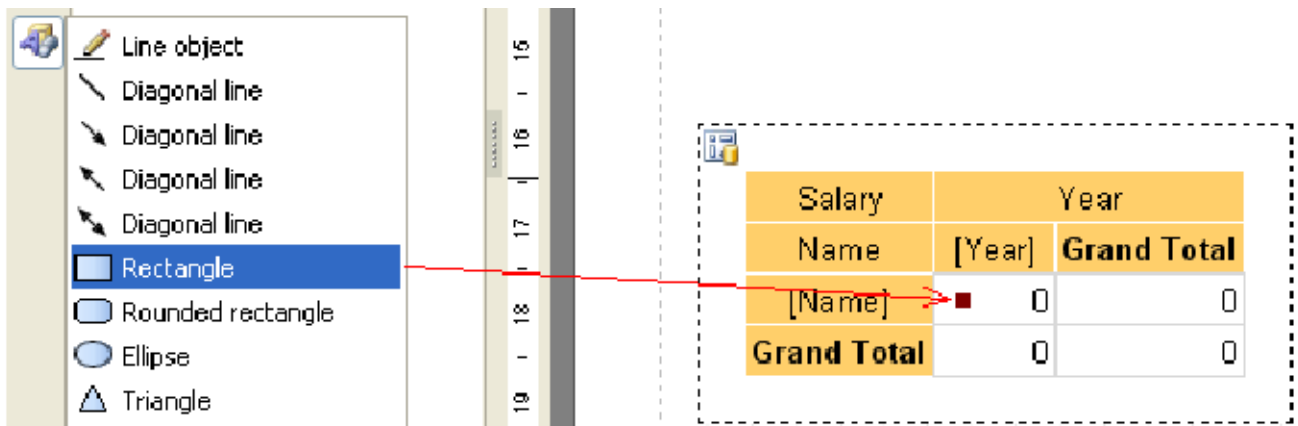 Line object
Diagonal line
Diagonal line
Diagonal line
Diagonal line
Rectangle
Rounded rectangle
Ellipse
Triangle
15
16
17
18
19
Salary Year
Name [Year] Grand Total
[Name] 0 0
Grand Total 0 0